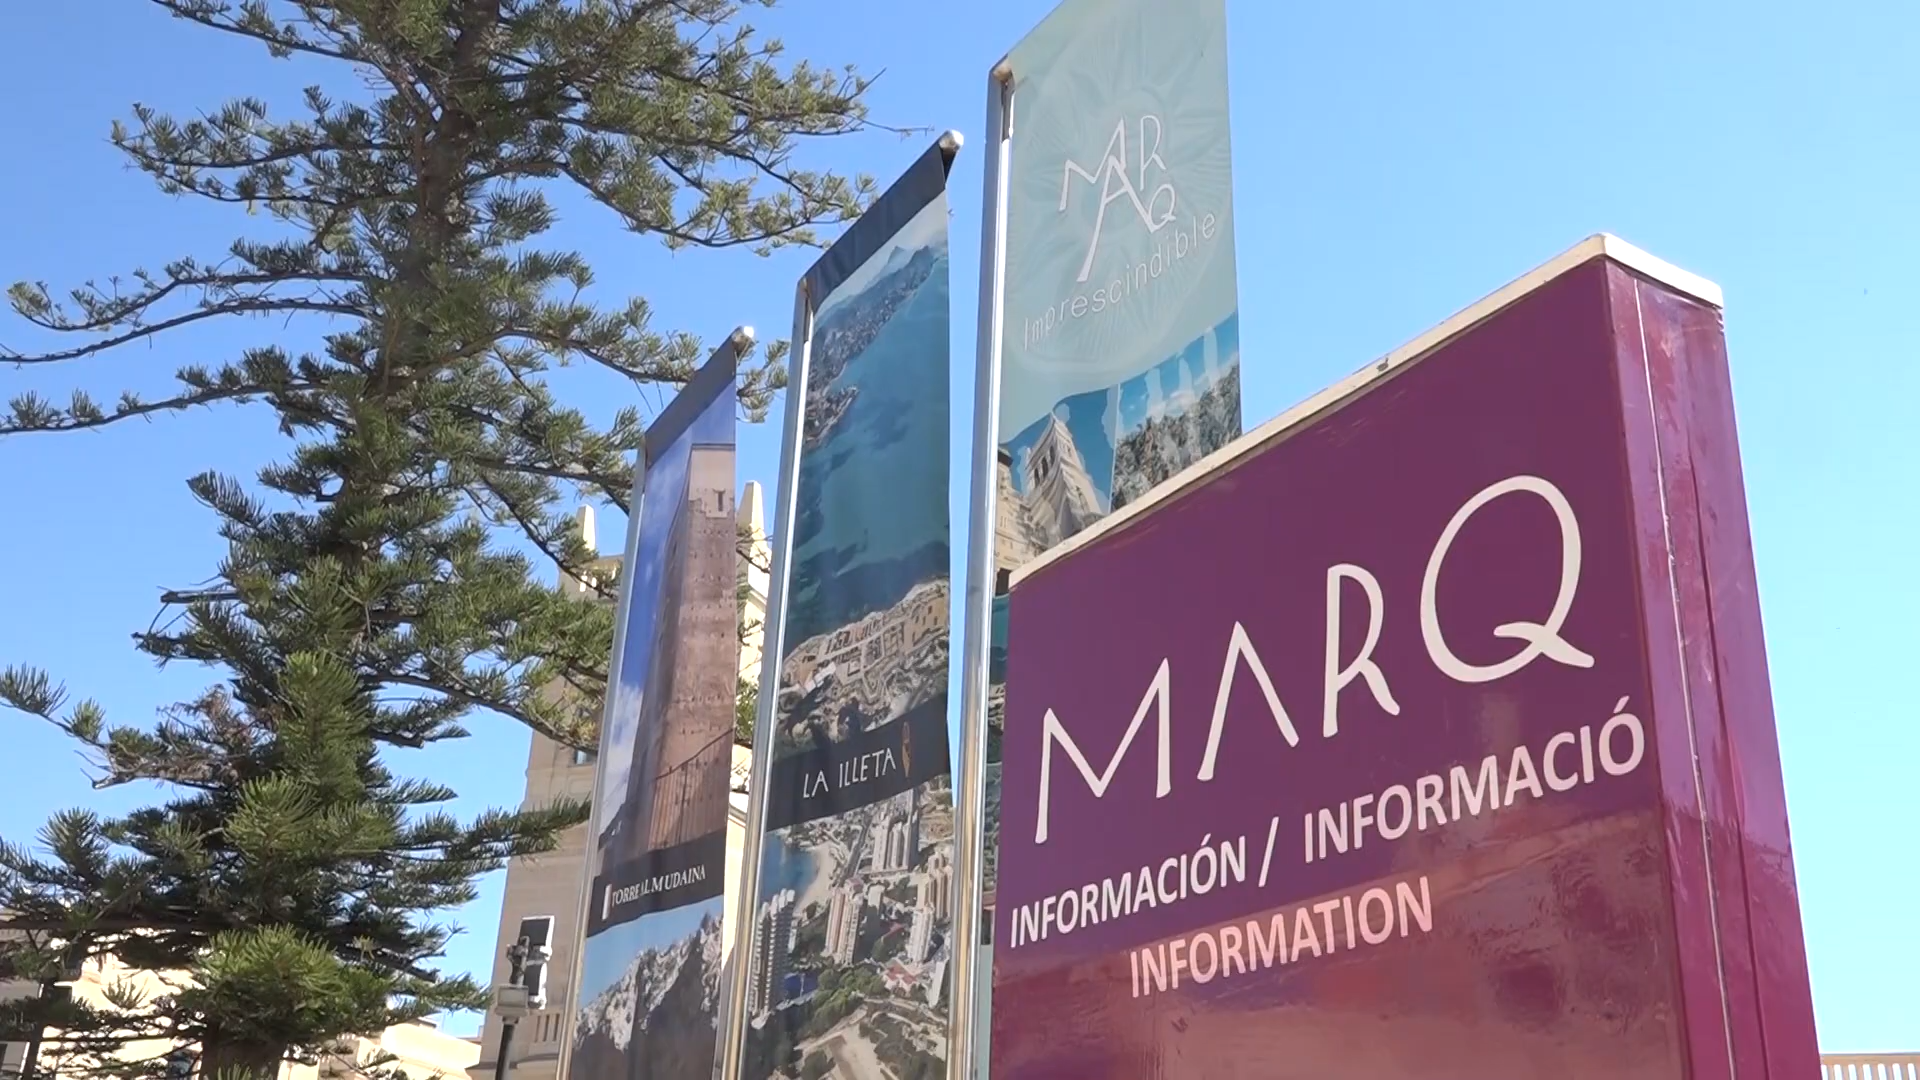 MARQ
Imprescindible
LA ILLETA
TORRE ALMUDAINA
MARQ
INFORMACIÓN / INFORMACIÓ
INFORMATION